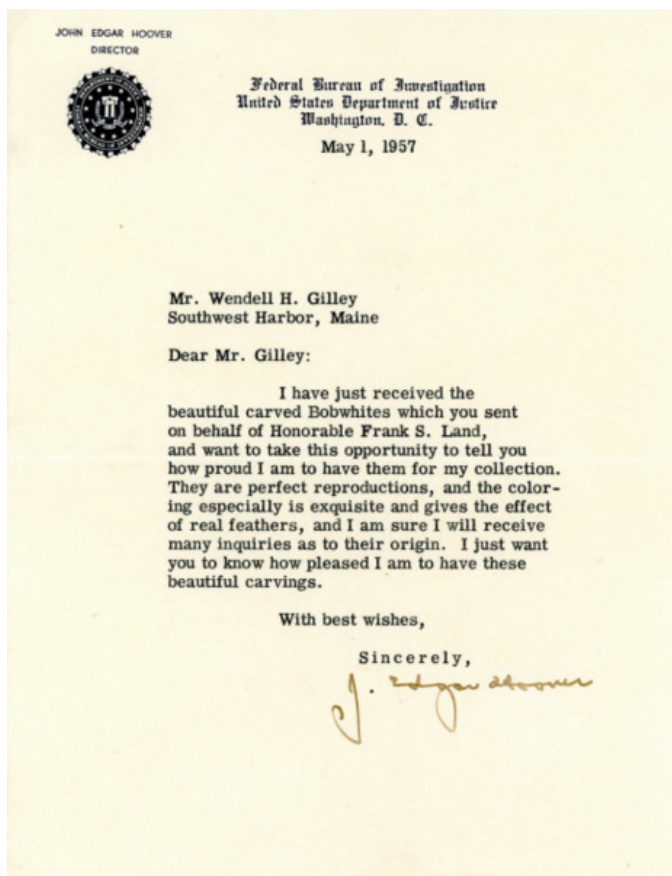 JOHN EDGAR HOOVER
DIRECTOR
Federal Bureau of Investigation
United States Department of Justice
Washington, D. C.
May 1, 1957
Mr. Wendell H. Gilley
Southwest Harbor, Maine
Dear Mr. Gilley:
I have just received the
beautiful carved Bobwhites which you sent
on behalf of Honorable Frank S. Land,
and want to take this opportunity to tell you
how proud I am to have them for my collection.
They are perfect reproductions, and the color-
ing especially is exquisite and gives the effect
of real feathers, and I am sure I will receive
many inquiries as to their origin.  I just want
you to know how pleased I am to have these
beautiful carvings.
With best wishes,
Sincerely,
J. Edgar Hoover